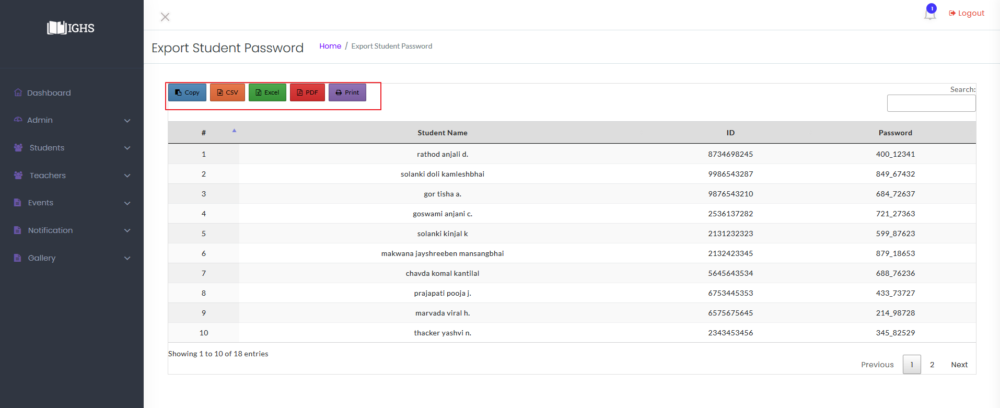 IGHS
Dashboard
Admin
Students
Teachers
Events
Notification
Gallery
1
Logout
Export Student Password Home / Export Student Password
Copy CSV Excel PDF Print
Search:
# Student Name ID Password
1 rathod anjali d. 8734698245 400_12341
2 solanki doli kamleshbhai 9986543287 849_67432
3 gor tisha a. 9876543210 684_72637
4 goswami anjani c. 2536137282 721_27363
5 solanki kinjal k 2131232323 599_87623
6 makwana jayshreeben mansangbhai 2132423345 879_18653
7 chavda komal kantilal 5645643534 688_76236
8 prajapati pooja j. 6753445353 433_73727
9 marvada viral h. 6575675645 214_98728
10 thacker yashvi n. 2343453456 345_82529
Showing 1 to 10 of 18 entries
Previous 1 2 Next